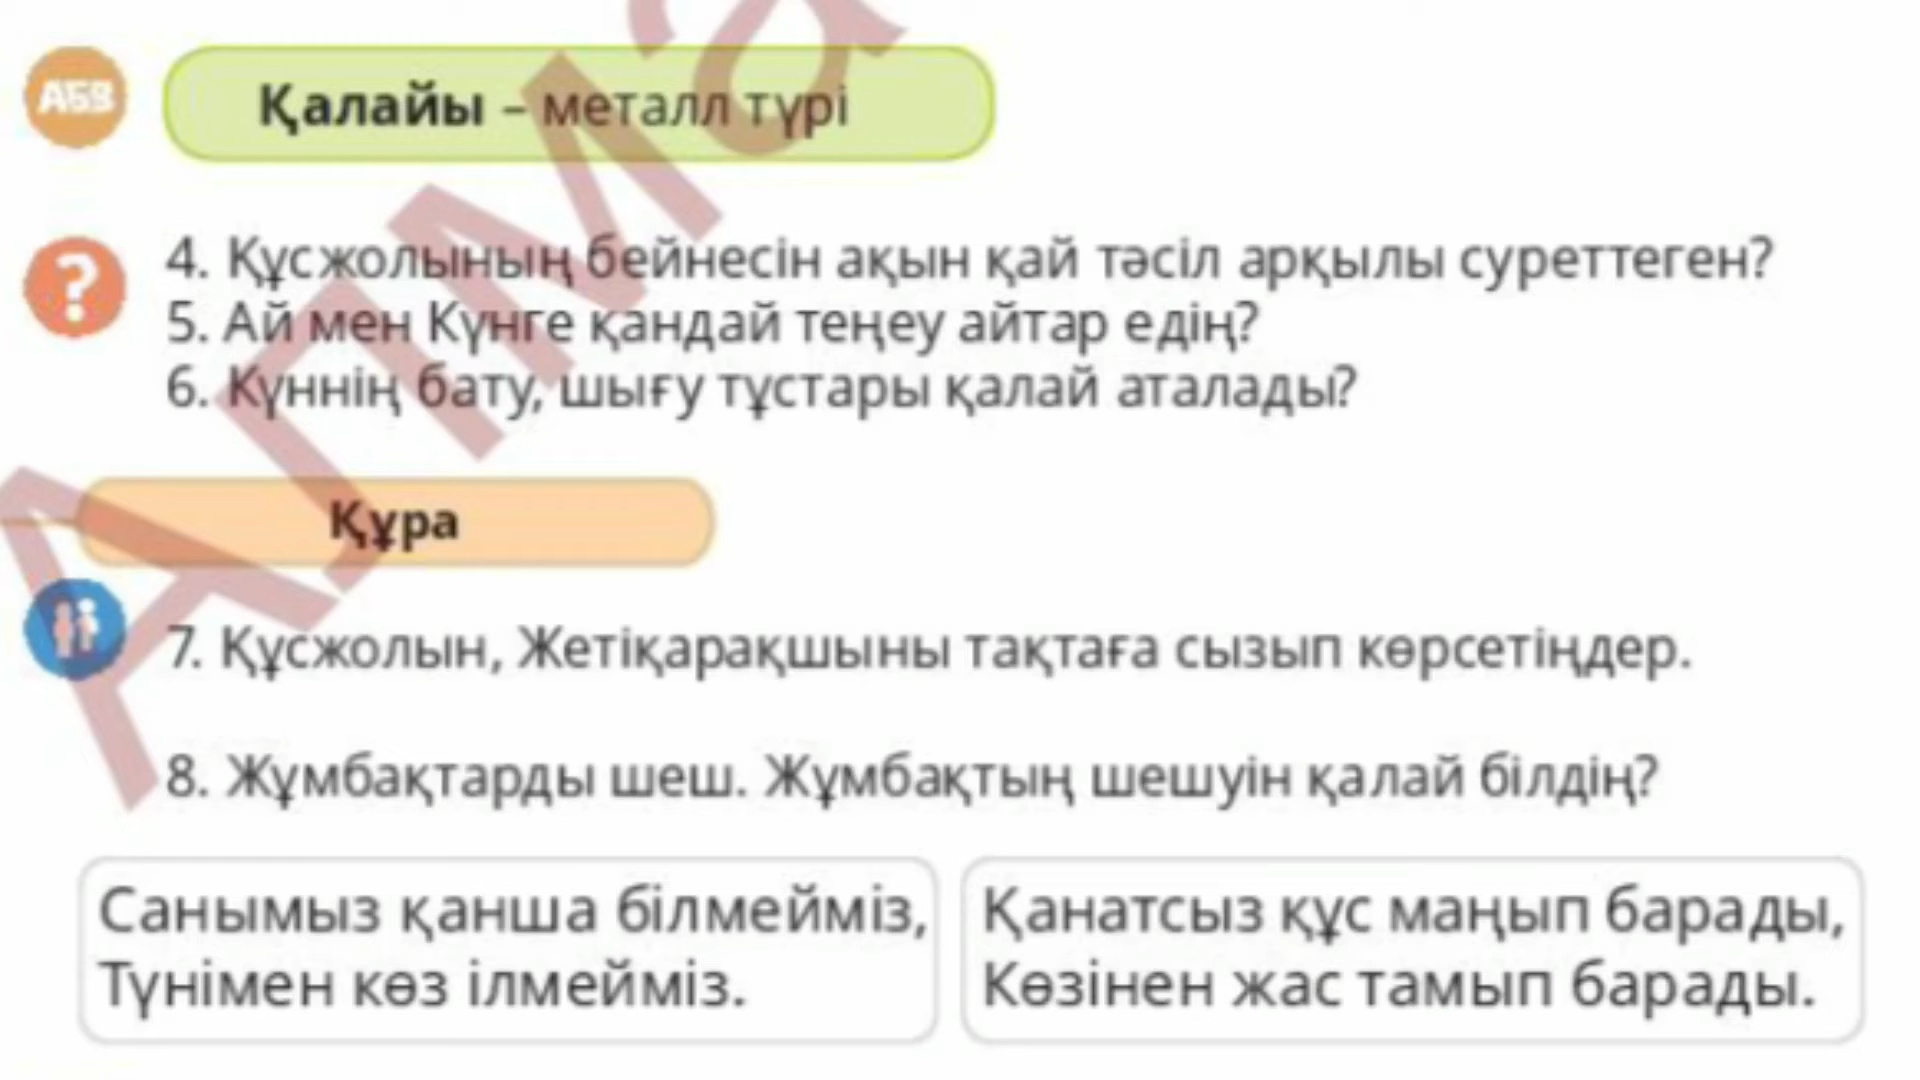 АБВ
Қалайы – металл түрі
4. Құсжолының бейнесін ақын қай тәсіл арқылы суреттеген?
?
5. Ай мен Күнге қандай теңеу айтар едің?
6. Күннің бату, шығу тұстары қалай аталады?
Құра
7. Құсжолын, Жетіқарақшыны тақтаға сызып көрсетіңдер.
8. Жұмбақтарды шеш. Жұмбақтың шешуін қалай білдің?
Санымыз қанша білмейміз,
Түнімен көз ілмейміз.
Қанатсыз құс маңып барады,
Көзінен жас тамып барады.
Алма